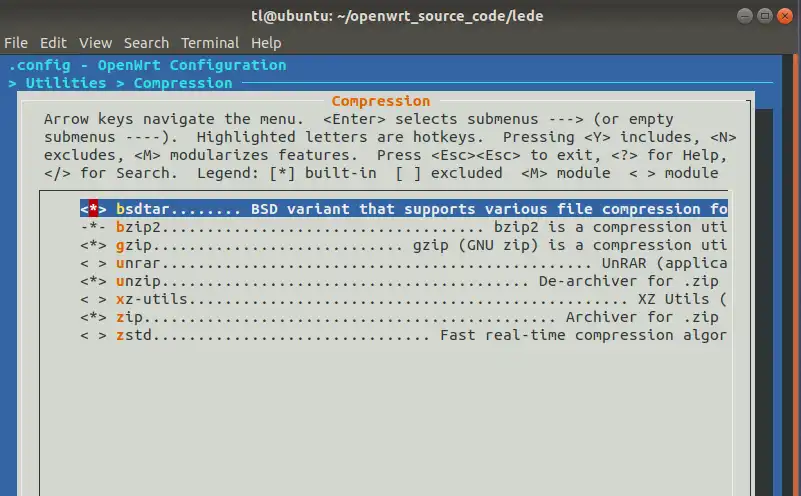 tl@ubuntu: ~/openwrt_source_code/lede
File Edit View Search Terminal Help
.config - OpenWrt Configuration
> Utilities > Compression
Compression
Arrow keys navigate the menu.  <Enter> selects submenus ---> (or empty
submenus ----).  Highlighted letters are hotkeys.  Pressing <Y> includes, <N>
excludes, <M> modularizes features.  Press <Esc><Esc> to exit, <?> for Help,
</> for Search.  Legend: [*] built-in  [ ] excluded  <M> module  < > module
<*> bsdtar........ BSD variant that supports various file compression fo
-*- bzip2.................................... bzip2 is a compression uti
<*> gzip............................ gzip (GNU zip) is a compression uti
< > unrar................................................... UnRAR (applica
<*> unzip......................................... De-archiver for .zip
< > xz-utils................................................. XZ Utils (
<*> zip.............................................. Archiver for .zip
< > zstd............................... Fast real-time compression algor